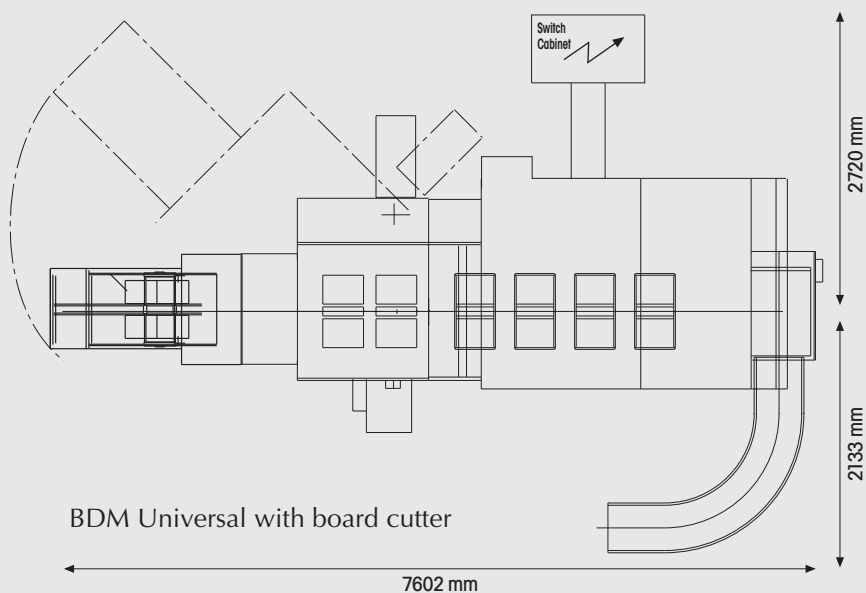 Switch
Cabinet
2720 mm
2133 mm
BDM Universal with board cutter
7602 mm